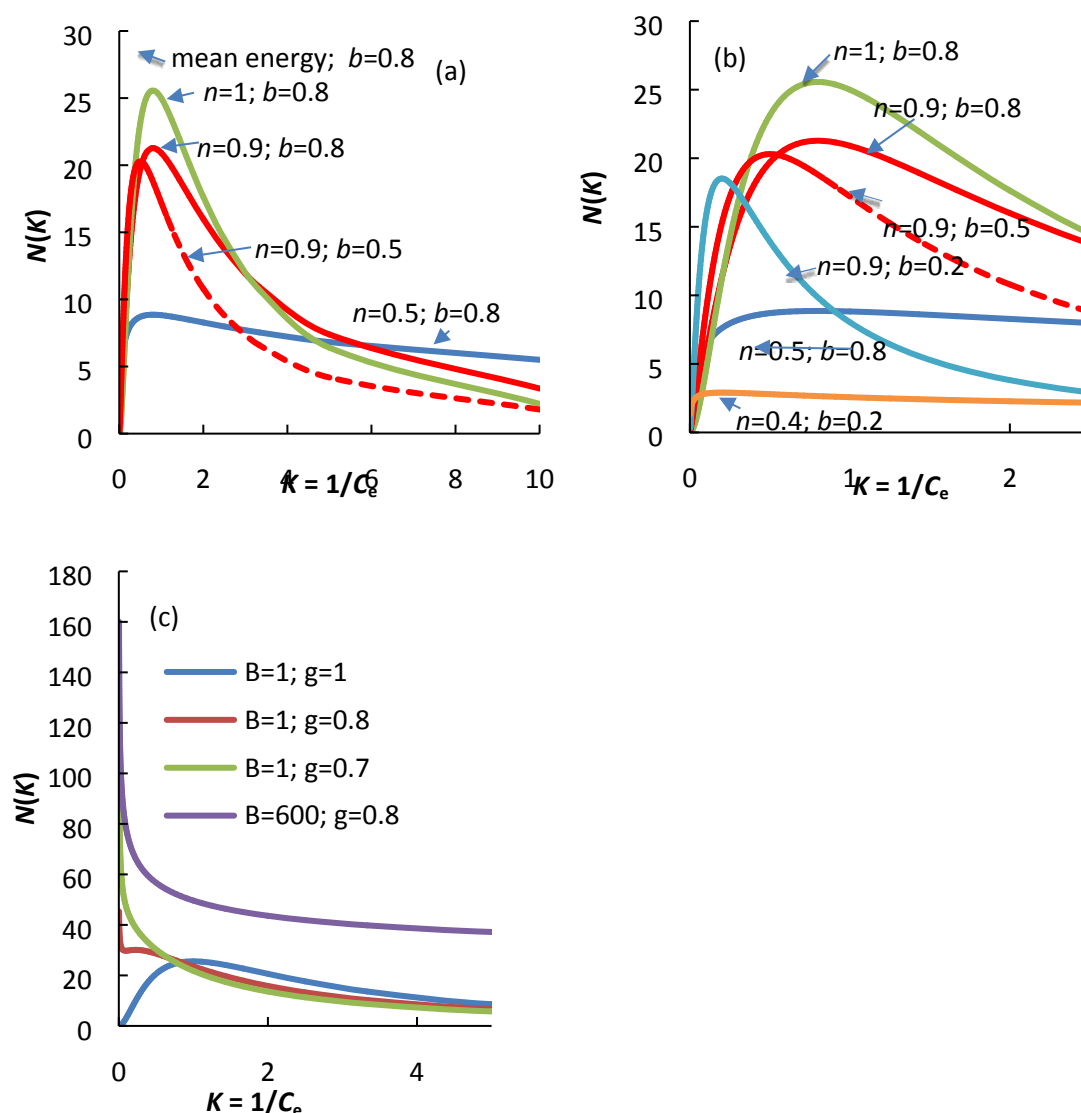 30
25
20
15
10
5
0
N(K)
mean energy; b=0.8
(a)
n=1; b=0.8
n=0.9; b=0.8
n=0.9; b=0.5
n=0.5; b=0.8
0 2 4 6 8 10
K = 1/Ce
30
25
20
15
10
5
0
N(K)
(b)
n=1; b=0.8
n=0.9; b=0.8
n=0.9; b=0.5
n=0.9; b=0.2
n=0.5; b=0.8
n=0.4; b=0.2
0 1 2
K = 1/Ce
180
160
140
120
100
80
60
40
20
0
N(K)
(c)
B=1; g=1
B=1; g=0.8
B=1; g=0.7
B=600; g=0.8
0 2 4
K = 1/Ce